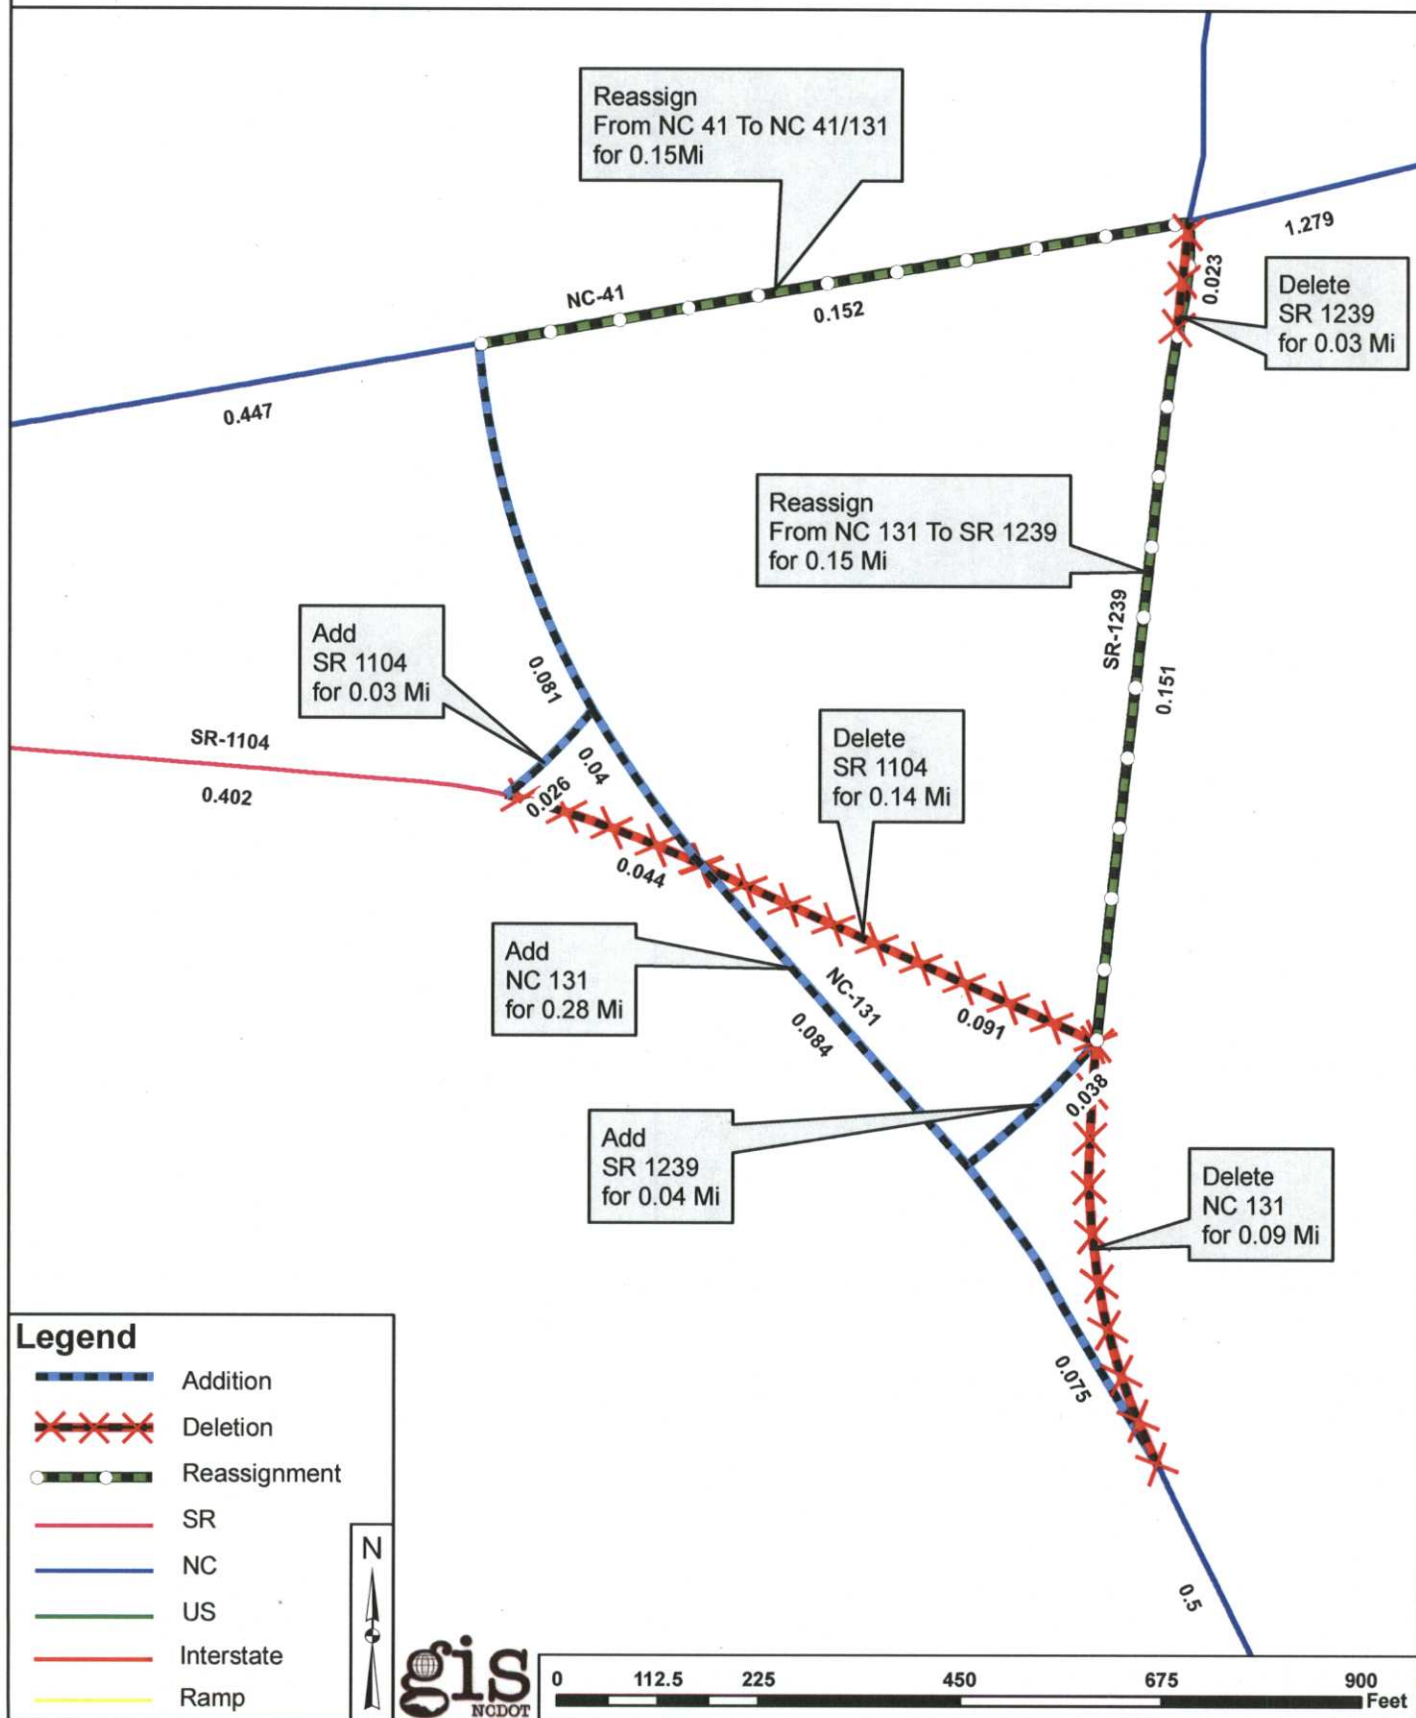 Reassign
From NC 41 To NC 41/131
for 0.15Mi
1.279
0.023
Delete
SR 1239
for 0.03 Mi
NC-41
0.152
0.447
Reassign
From NC 131 To SR 1239
for 0.15 Mi
SR-1239
0.151
Add
SR 1104
for 0.03 Mi
0.081
0.04
0.026
SR-1104
0.402
Delete
SR 1104
for 0.14 Mi
0.044
Add
NC 131
for 0.28 Mi
NC-131
0.084
0.091
0.038
Add
SR 1239
for 0.04 Mi
Delete
NC 131
for 0.09 Mi
0.075
0.5
Legend
Addition
Deletion
Reassignment
SR
NC
US
Interstate
Ramp
N
gis
NCDOT
0 112.5 225 450 675 900
Feet